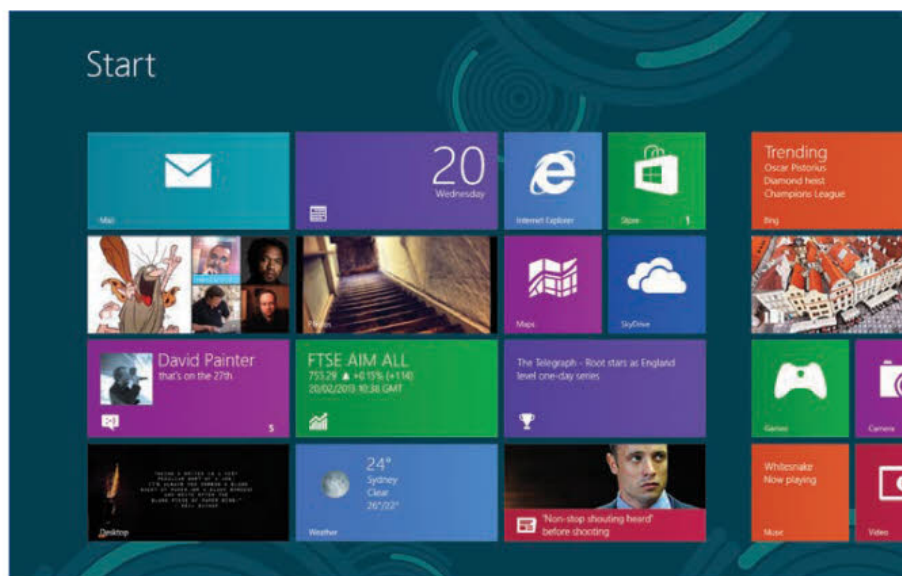 Start
Mail
20
Wednesday
Internet Explorer
Store
1
Trending
Oscar Pistorius
Diamond heist
Champions League
Bing
Photos
Maps
SkyDrive
David Painter
that's on the 27th.
5
FTSE AIM ALL
753.29 ▲ +0.15% (+1.14)
20/02/2013 10:38 GMT
The Telegraph - Root stars as England
level one-day series
Games
Camera
Desktop
24°
Sydney
Clear
26°/22°
Weather
'Non-stop shouting heard'
before shooting
Whitesnake
Now playing
Music
Video